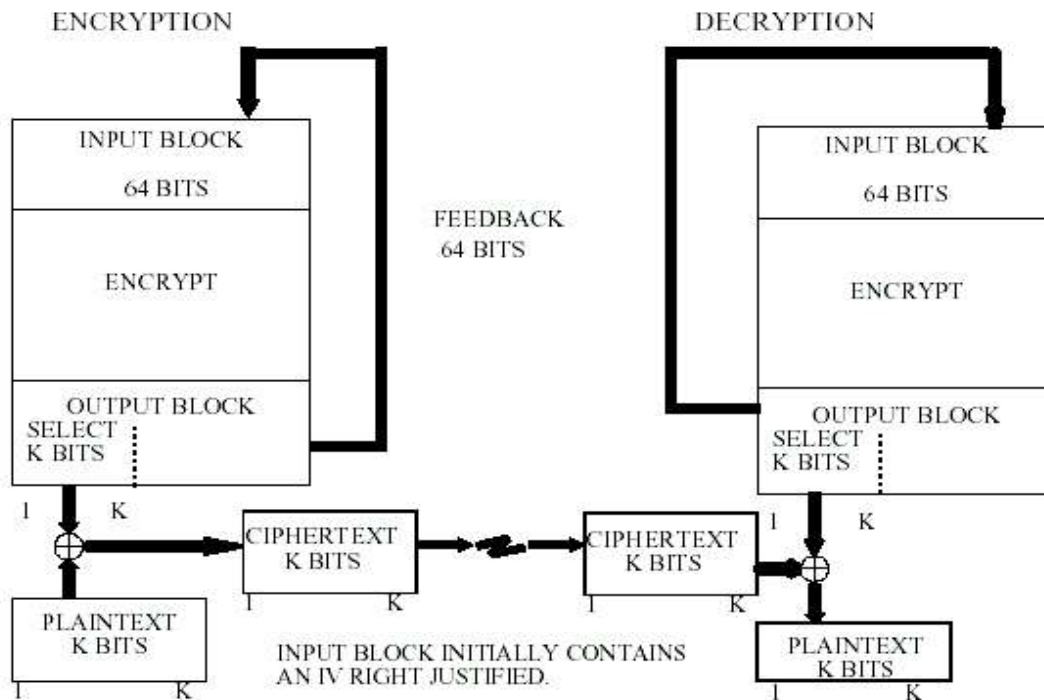 ENCRYPTION
DECRYPTION
INPUT BLOCK
64 BITS
ENCRYPT
OUTPUT BLOCK
SELECT
K BITS
1 K
FEEDBACK
64 BITS
INPUT BLOCK
64 BITS
ENCRYPT
OUTPUT BLOCK
SELECT
K BITS
1 K
CIPHERTEXT
K BITS
1 K
CIPHERTEXT
K BITS
1 K
PLAINTEXT
K BITS
1 K
INPUT BLOCK INITIALLY CONTAINS
AN IV RIGHT JUSTIFIED.
PLAINTEXT
K BITS
1 K